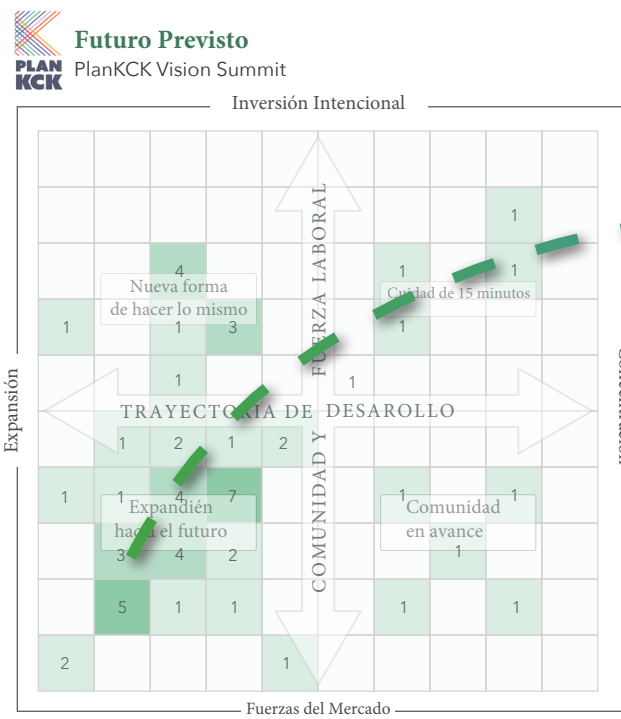 Futuro Previsto
PLAN
KCK
PlanKCK Vision Summit
Inversión Intencional
1
4
1
1
Nueva forma
de hacer lo mismo
Cuidad de 15 minutos
1
1
3
1
1
1
Expansión
FUERZA LABORAL
TRAYECTORIA DE DESAROLLO
COMUNIDAD Y
1
2
1
2
1
1
4
7
1
1
Expandién
hacia el futuro
Comunidad
en avance
3
4
2
1
5
1
1
1
1
2
1
Fuerzas del Mercado